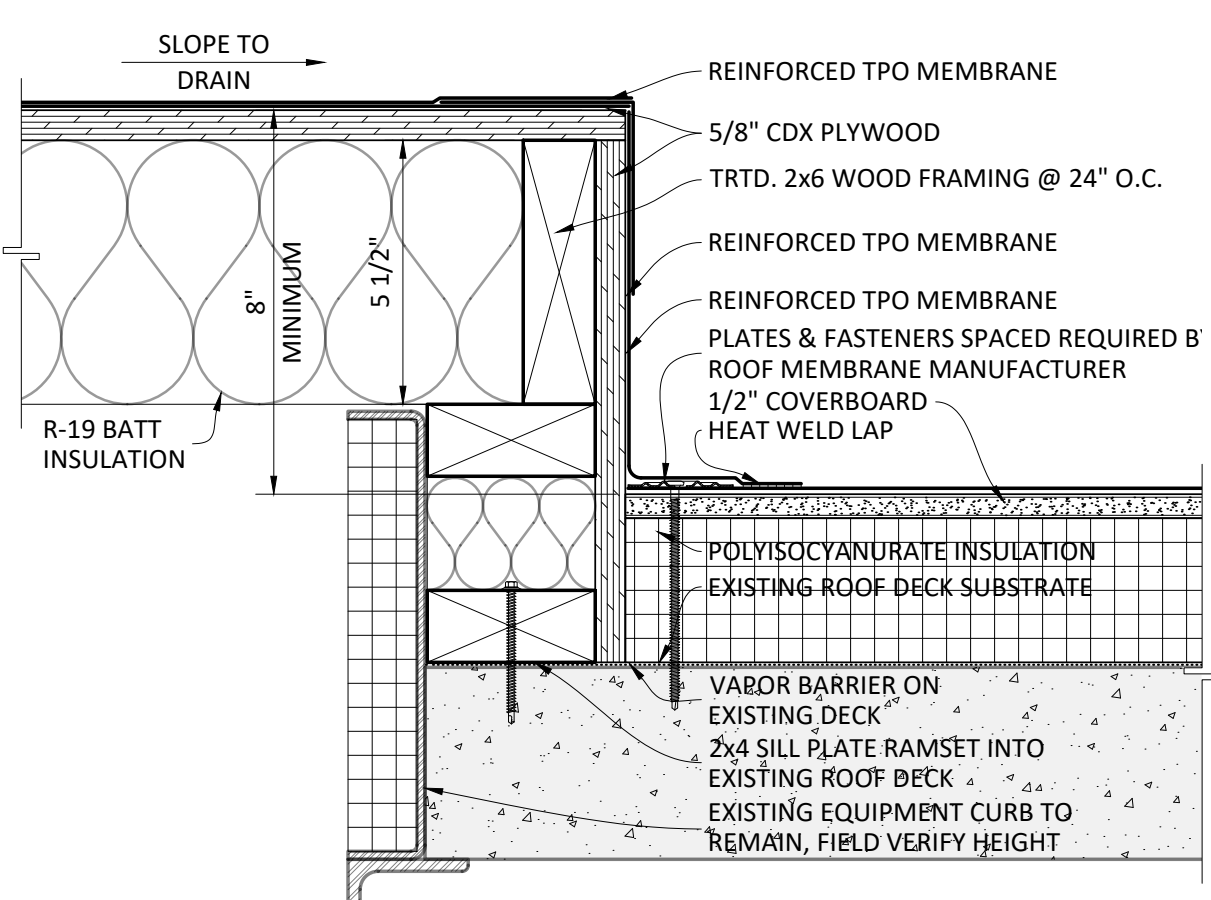 SLOPE TO
DRAIN
REINFORCED TPO MEMBRANE
5/8" CDX PLYWOOD
TRTD. 2x6 WOOD FRAMING @ 24" O.C.
REINFORCED TPO MEMBRANE
REINFORCED TPO MEMBRANE
PLATES & FASTENERS SPACED REQUIRED B
ROOF MEMBRANE MANUFACTURER
1/2" COVERBOARD
HEAT WELD LAP
8"
MINIMUM
5 1/2"
R-19 BATT
INSULATION
POLYISOCYANURATE INSULATION
EXISTING ROOF DECK SUBSTRATE
VAPOR BARRIER ON
EXISTING DECK
2x4 SILL PLATE RAMSET INTO
EXISTING ROOF DECK
EXISTING EQUIPMENT CURB TO
REMAIN, FIELD VERIFY HEIGHT